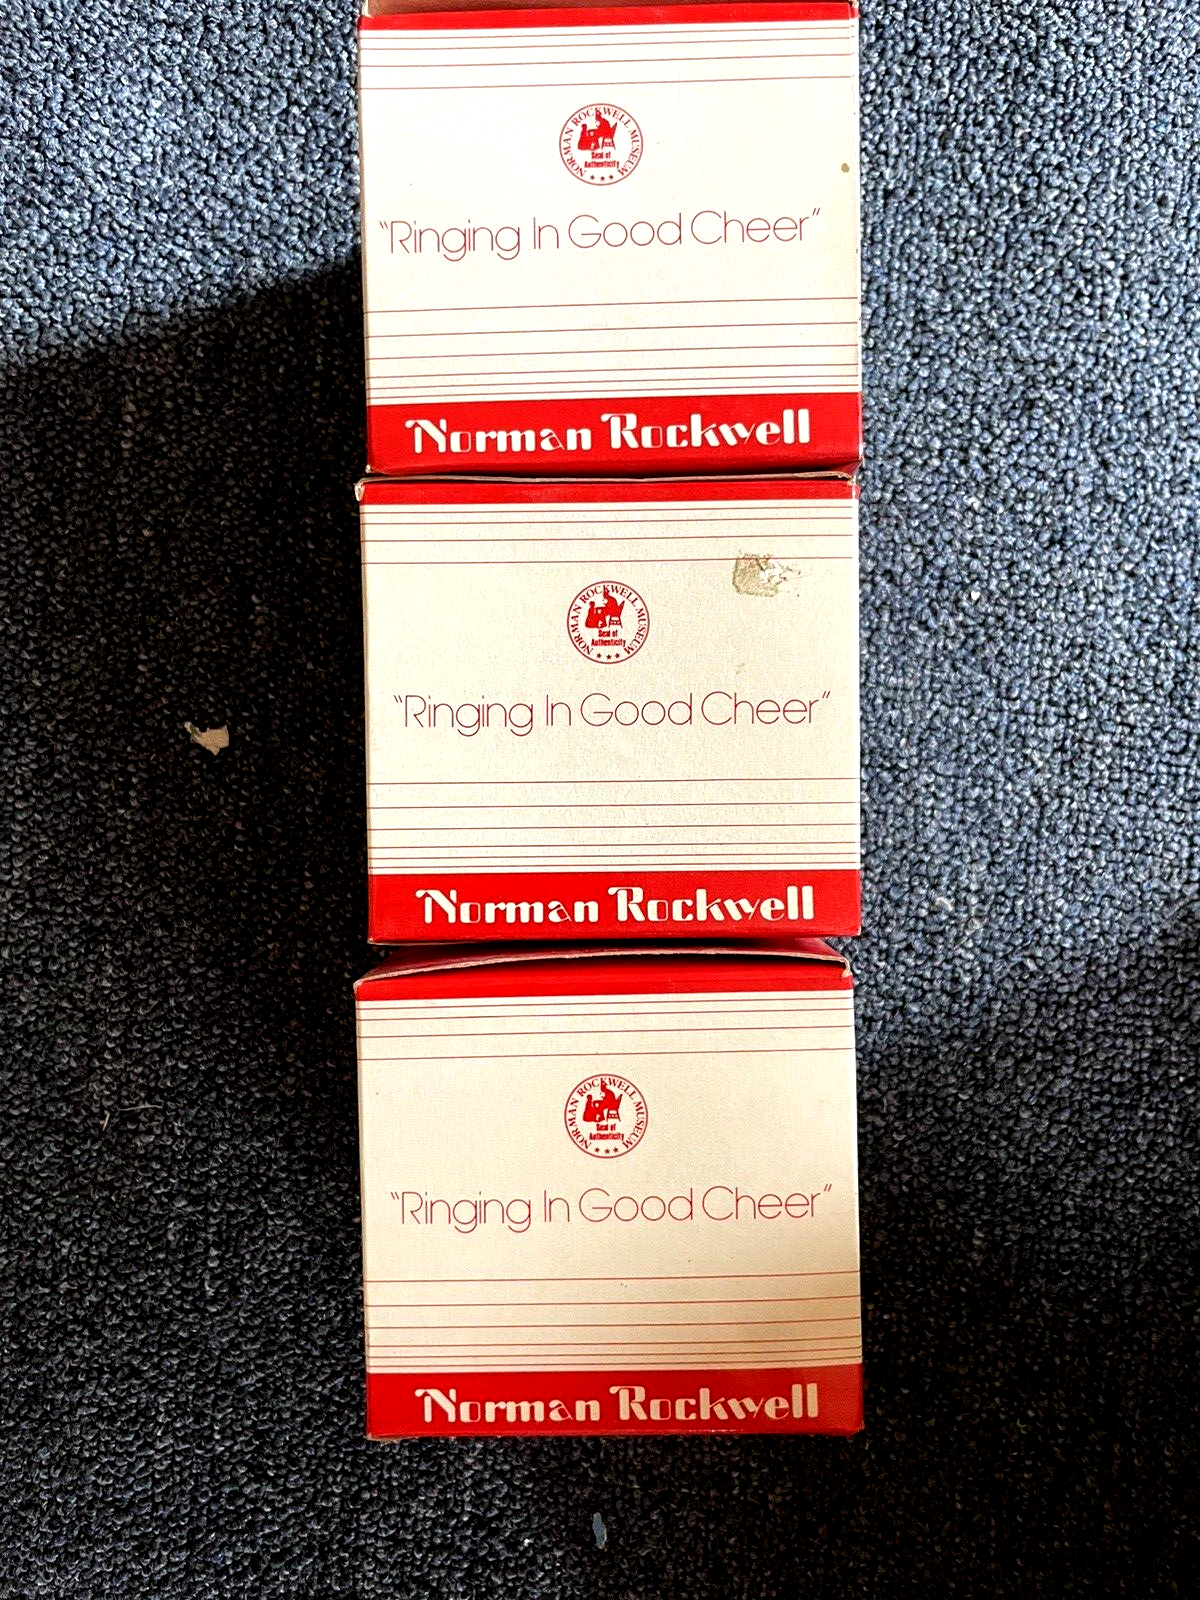 NORMAN ROCKWELL MUSEUM
Seal of
Authenticity
"Ringing In Good Cheer"
Norman Rockwell
NORMAN ROCKWELL MUSEUM
Seal of
Authenticity
"Ringing In Good Cheer"
Norman Rockwell
NORMAN ROCKWELL MUSEUM
Seal of
Authenticity
"Ringing In Good Cheer"
Norman Rockwell